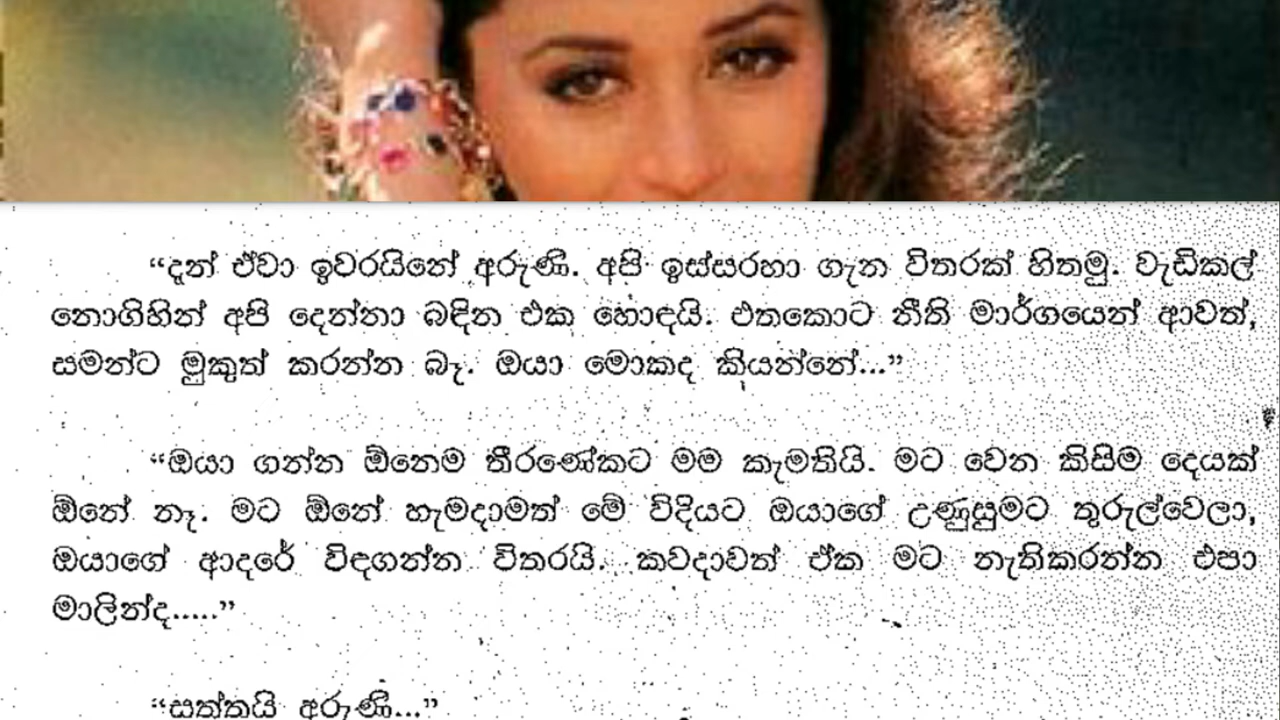 “දැන් ඒවා ඉවරයිනේ අරුණි. අපි ඉස්සරහා ගැන විතරක් හිතමු. වැඩිකල්
නොගිහින් අපි දෙන්නා බඳින එක හොඳයි. එතකොට නීති මාර්ගයෙන් ආවත්,
සමන්ට මුකුත් කරන්න බෑ. ඔයා මොකද කියන්නේ...”
“ඔයා ගන්න ඕනෙම තීරණේකට මම කැමතියි. මට වෙන කිසිම දෙයක්
ඕනේ නෑ. මට ඕනේ හැමදාමත් මේ විදියට ඔයාගේ උණුසුමට තුරුල්වෙලා,
ඔයාගේ ආදරේ විඳගන්න විතරයි. කවදාවත් ඒක මට නැතිකරන්න එපා
මාලින්ද.....”
“සත්තයි අරුණි...”